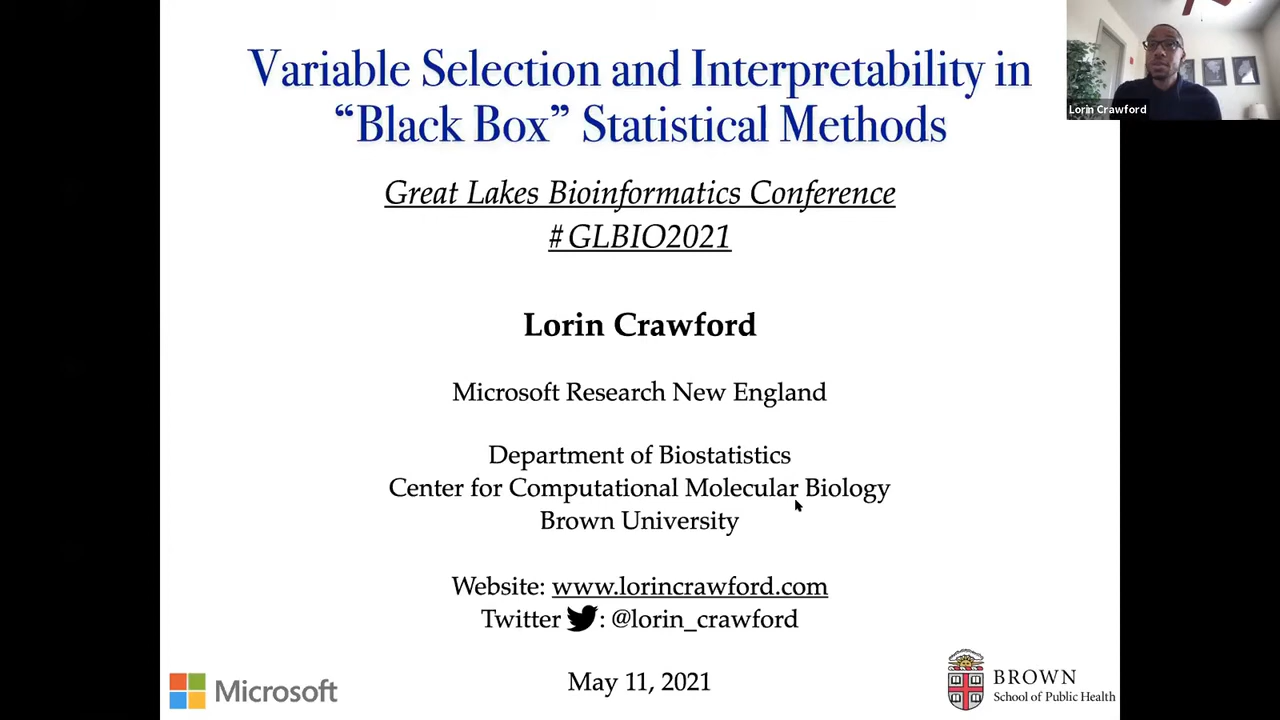 Variable Selection and Interpretability in
“Black Box” Statistical Methods
Lorin Crawford
Great Lakes Bioinformatics Conference
#GLBIO2021
Lorin Crawford
Microsoft Research New England
Department of Biostatistics
Center for Computational Molecular Biology
Brown University
Website: www.lorincrawford.com
Twitter : @lorin_crawford
Microsoft
May 11, 2021
BROWN
School of Public Health